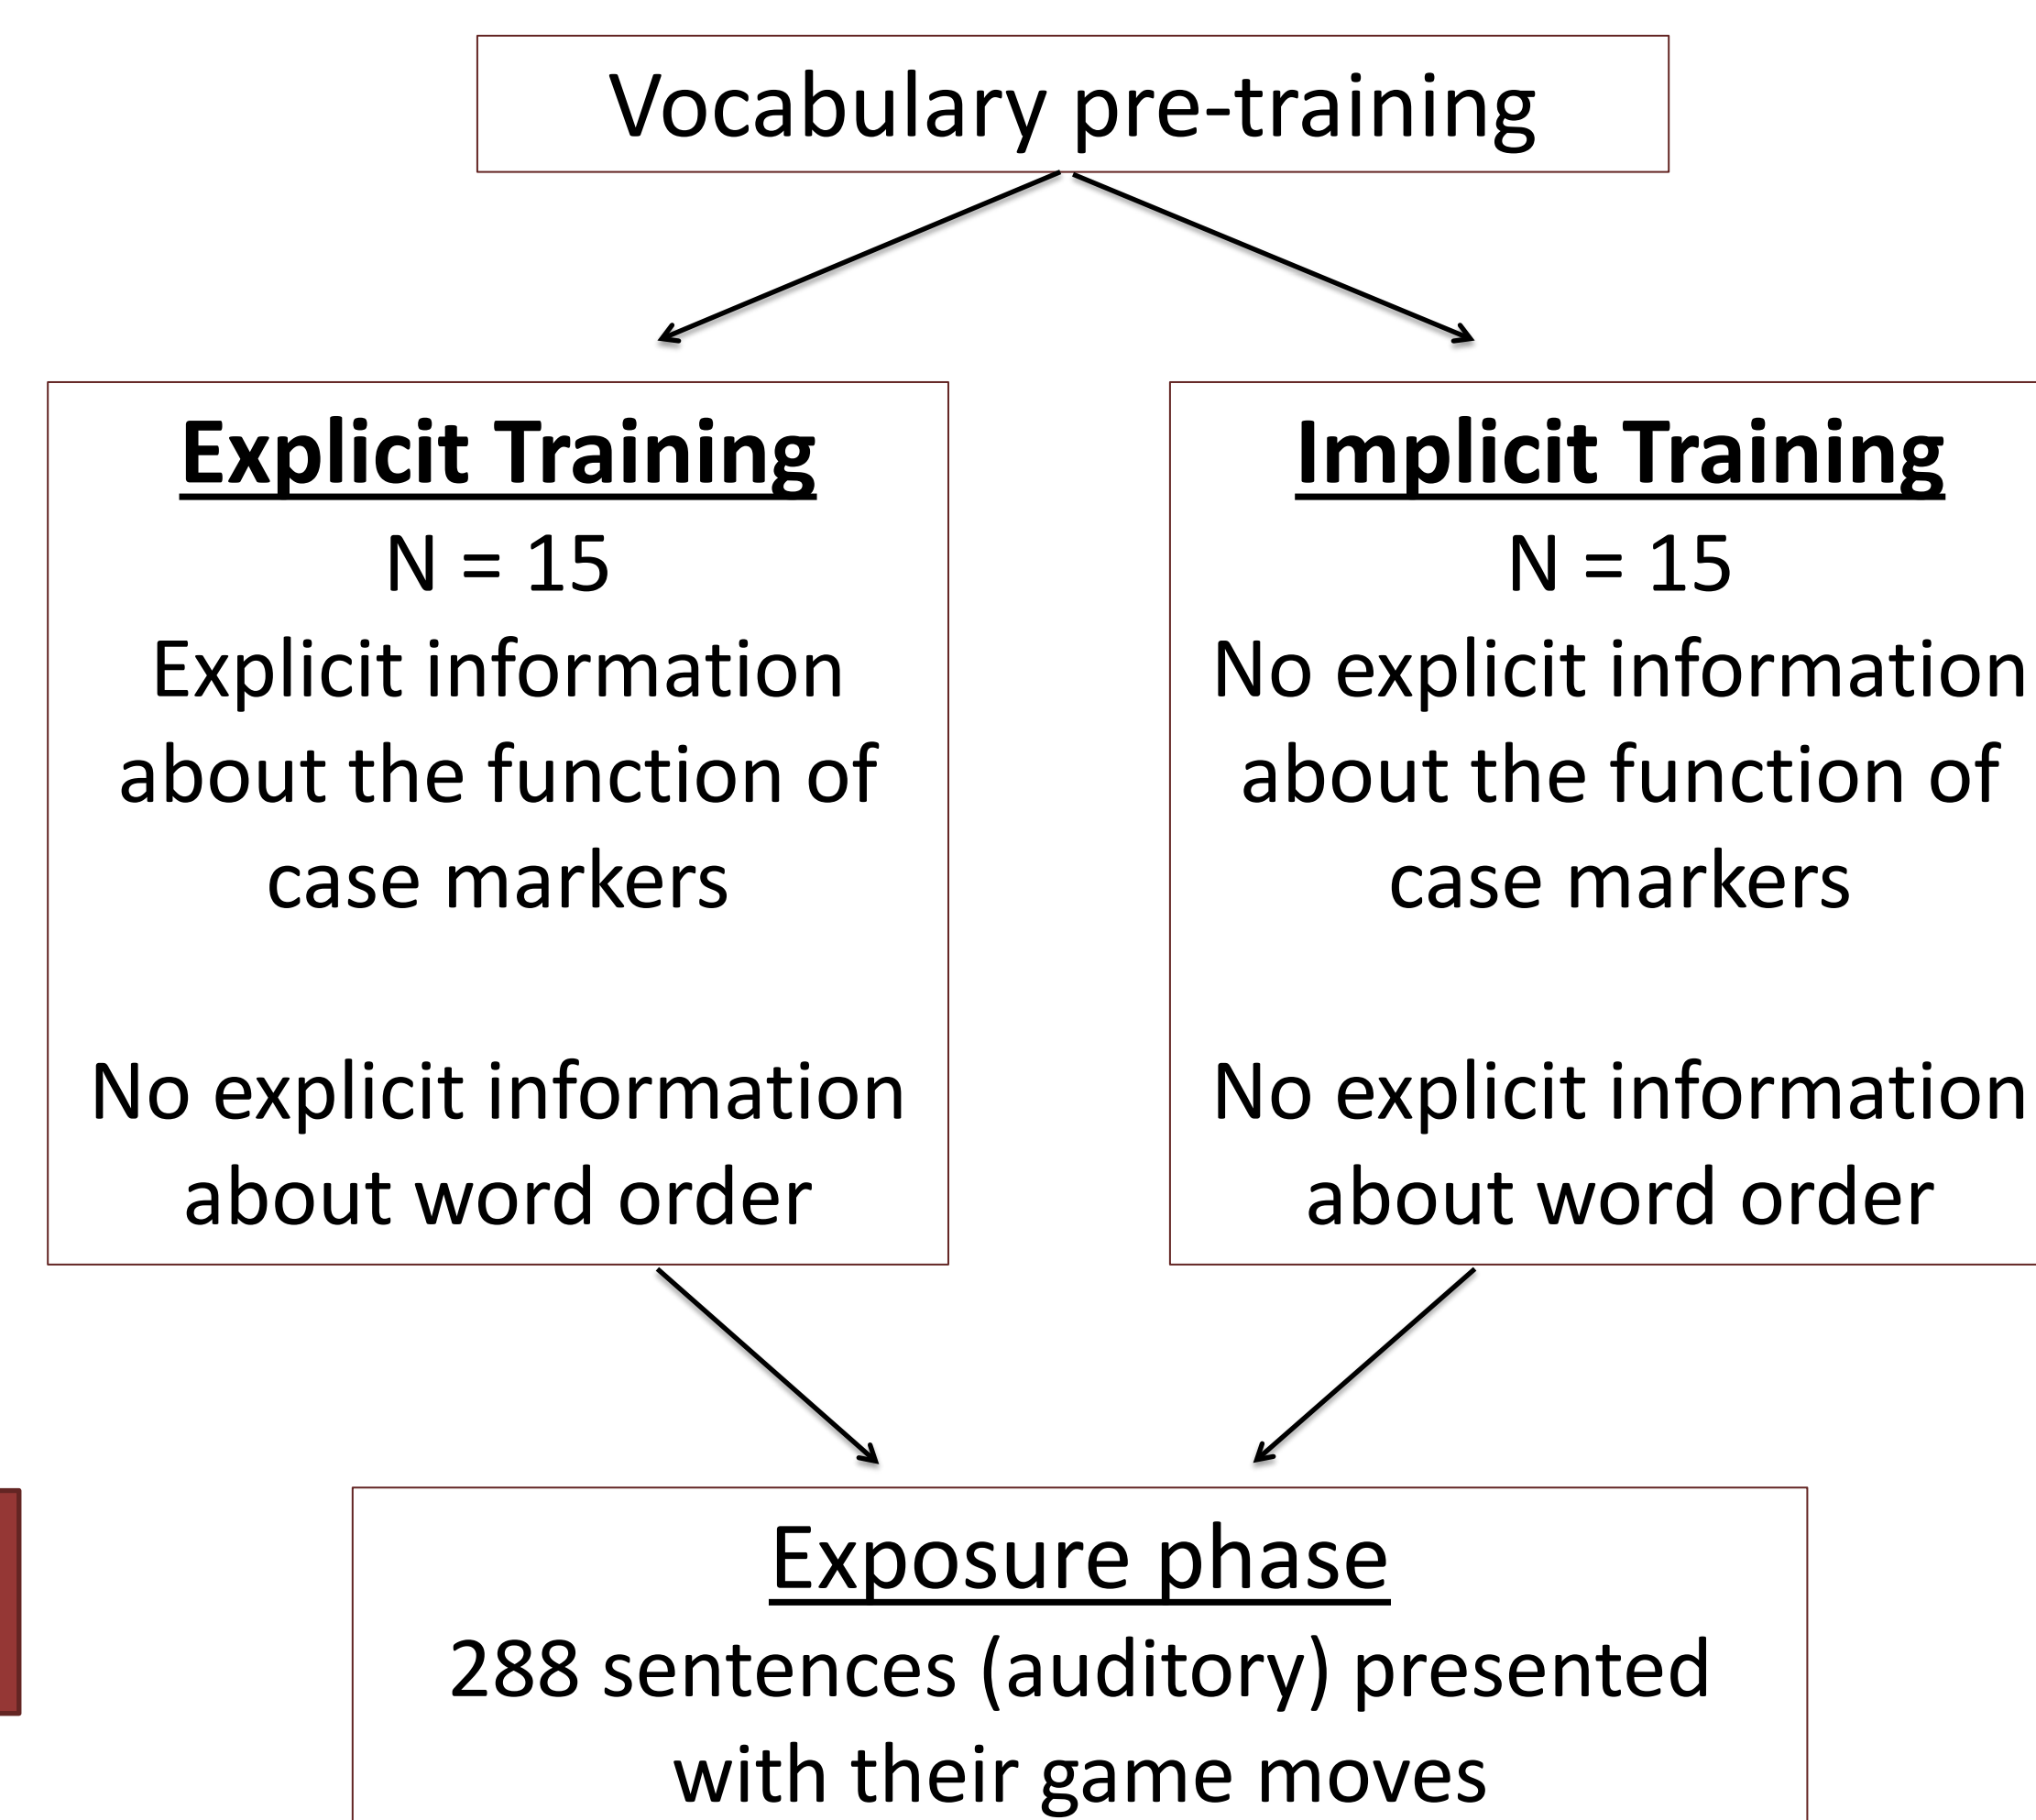 Vocabulary pre-training
Explicit Training
N = 15
Explicit information
about the function of
case markers
No explicit information
about word order
Implicit Training
N = 15
No explicit information
about the function of
case markers
No explicit information
about word order
Exposure phase
288 sentences (auditory) presented
with their game moves